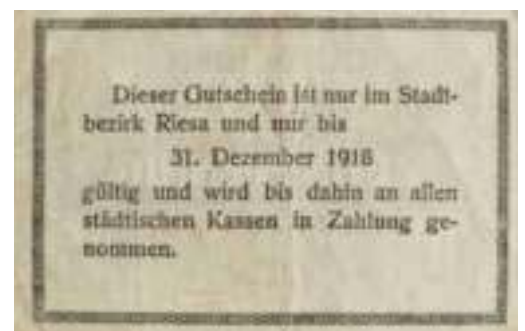 Dieser Gutschein ist nur im Stadt-
bezirk Riesa und nur bis
31. Dezember 1918
gültig und wird bis dahin an allen
städtischen Kassen in Zahlung ge-
nommen.